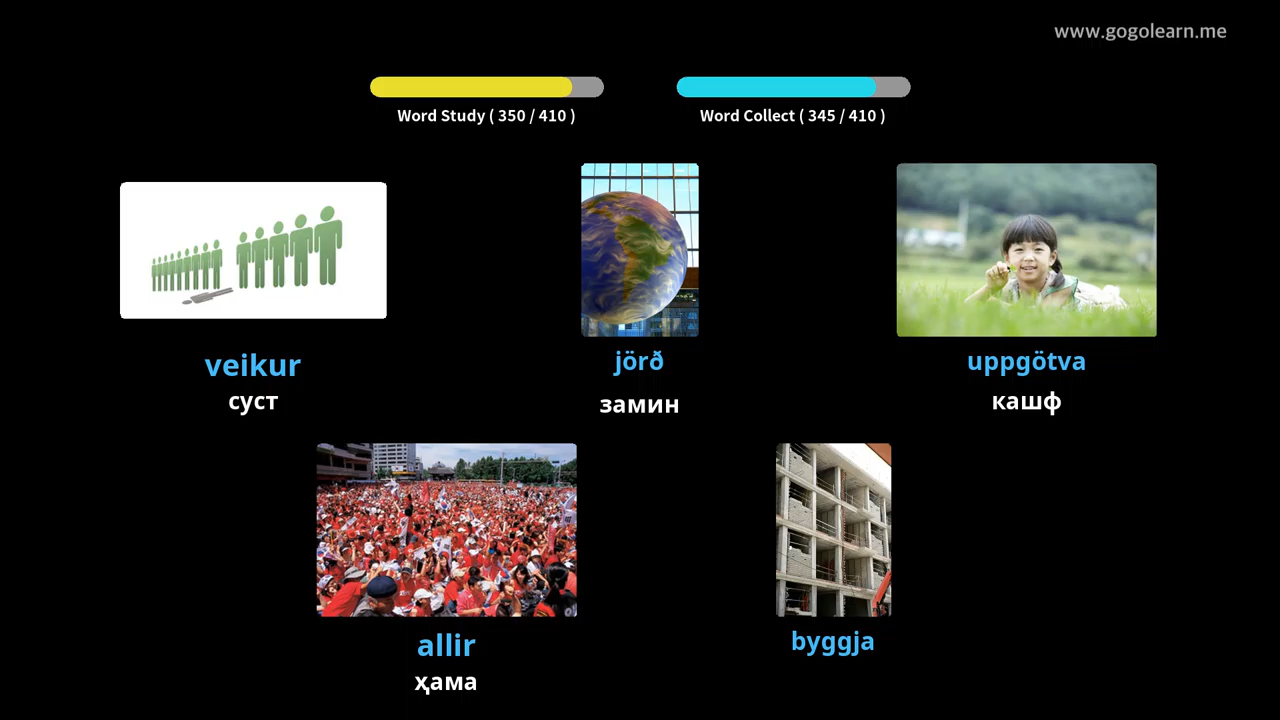 www.gogolearn.me
Word Study ( 350 / 410 )
Word Collect ( 345 / 410 )
veikur
суст
jörð
замин
uppgötva
кашф
allir
ҳама
byggja